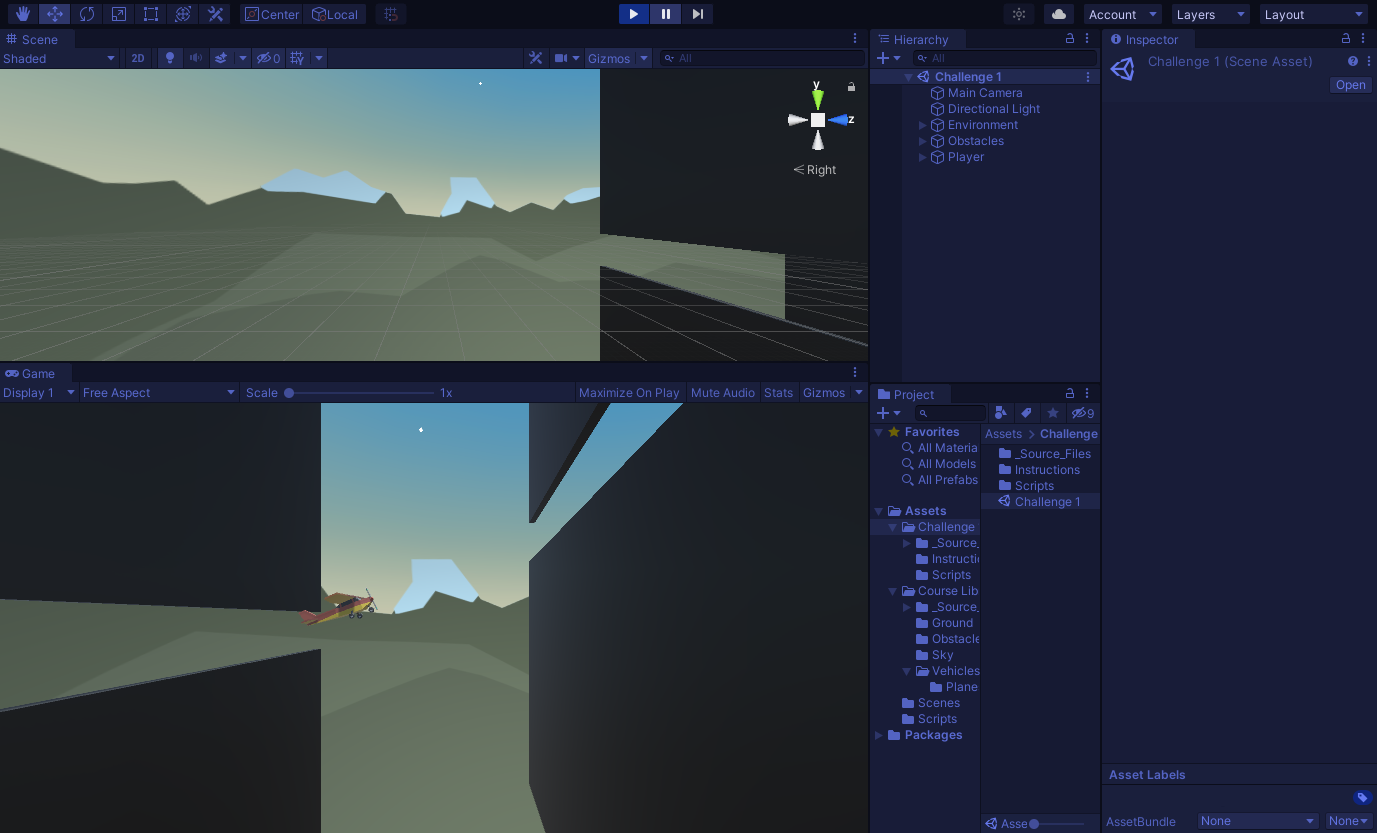 Center Local Account Layers Layout
Scene
Shaded 2D 0 Gizmos All
y
z
Right
Game
Display 1 Free Aspect Scale 1x Maximize On Play Mute Audio Stats Gizmos
Hierarchy
All
Challenge 1
Main Camera
Directional Light
Environment
Obstacles
Player
Project
9
Favorites
All Materia
All Models
All Prefabs
Assets
Challenge
_Source_
Instructi
Scripts
Course Lib
_Source_
Ground
Obstacle
Sky
Vehicles
Plane
Scenes
Scripts
Packages
Assets > Challenge
_Source_Files
Instructions
Scripts
Challenge 1
Asse
Inspector
Challenge 1 (Scene Asset)
Open
Asset Labels
AssetBundle None None